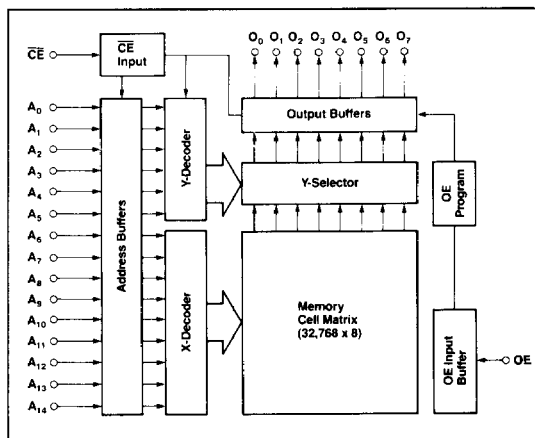 C̅E̅
C̅E̅
Input
O₀ O₁ O₂ O₃ O₄ O₅ O₆ O₇
Output Buffers
A₀
A₁
A₂
A₃
A₄
A₅
A₆
A₇
A₈
A₉
A₁₀
A₁₁
A₁₂
A₁₃
A₁₄
Address Buffers
Y-Decoder
Y-Selector
OE
Program
X-Decoder
Memory
Cell Matrix
(32,768 x 8)
OE Input
Buffer
OE